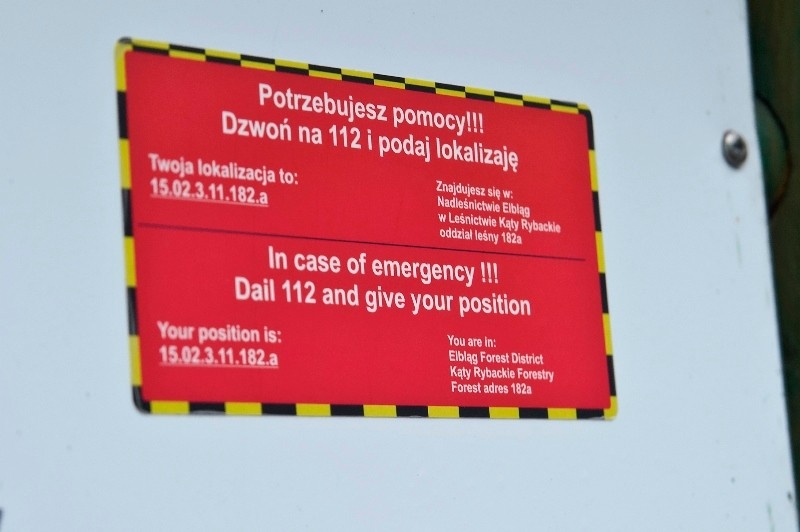 Potrzebujesz pomocy!!!
Dzwoń na 112 i podaj lokalizaję
Twoja lokalizacja to:
15.02.3.11.182.a
Znajdujesz się w:
Nadleśnictwie Elbląg
w Leśnictwie Kąty Rybackie
oddział leśny 182a
In case of emergency !!!
Dail 112 and give your position
Your position is:
15.02.3.11.182.a
You are in:
Elbląg Forest District
Kąty Rybackie Forestry
Forest adres 182a